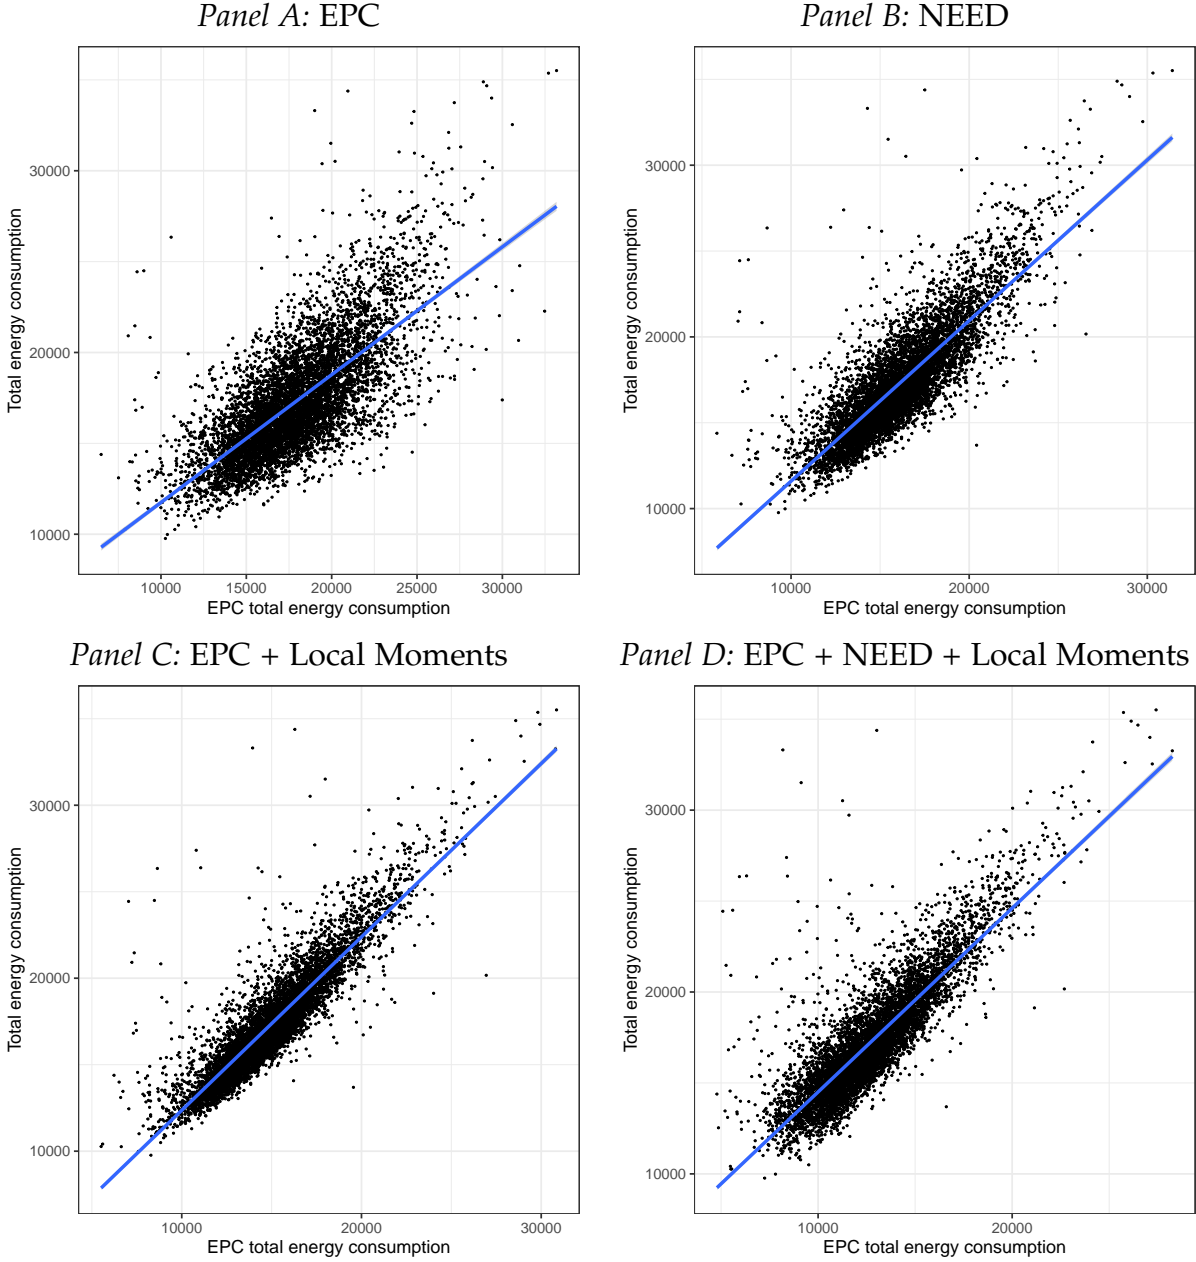 Panel A: EPC
Total energy consumption
30000
20000
10000
10000 15000 20000 25000 30000
EPC total energy consumption
Panel B: NEED
Total energy consumption
30000
20000
10000
10000 20000 30000
EPC total energy consumption
Panel C: EPC + Local Moments
Total energy consumption
30000
20000
10000
10000 20000 30000
EPC total energy consumption
Panel D: EPC + NEED + Local Moments
Total energy consumption
30000
20000
10000
10000 20000
EPC total energy consumption